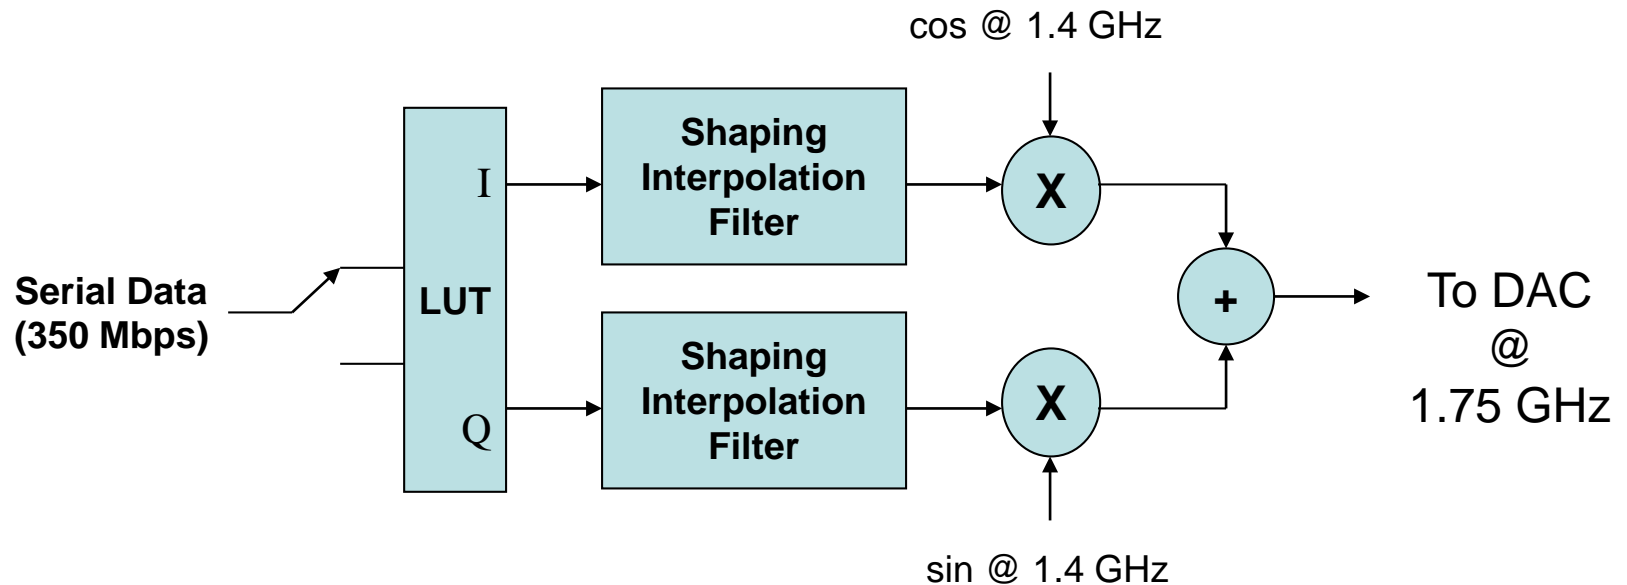 cos @ 1.4 GHz
Shaping
Interpolation
Filter
X
I
Serial Data
(350 Mbps)
LUT
+
To DAC
@
1.75 GHz
Q
Shaping
Interpolation
Filter
X
sin @ 1.4 GHz